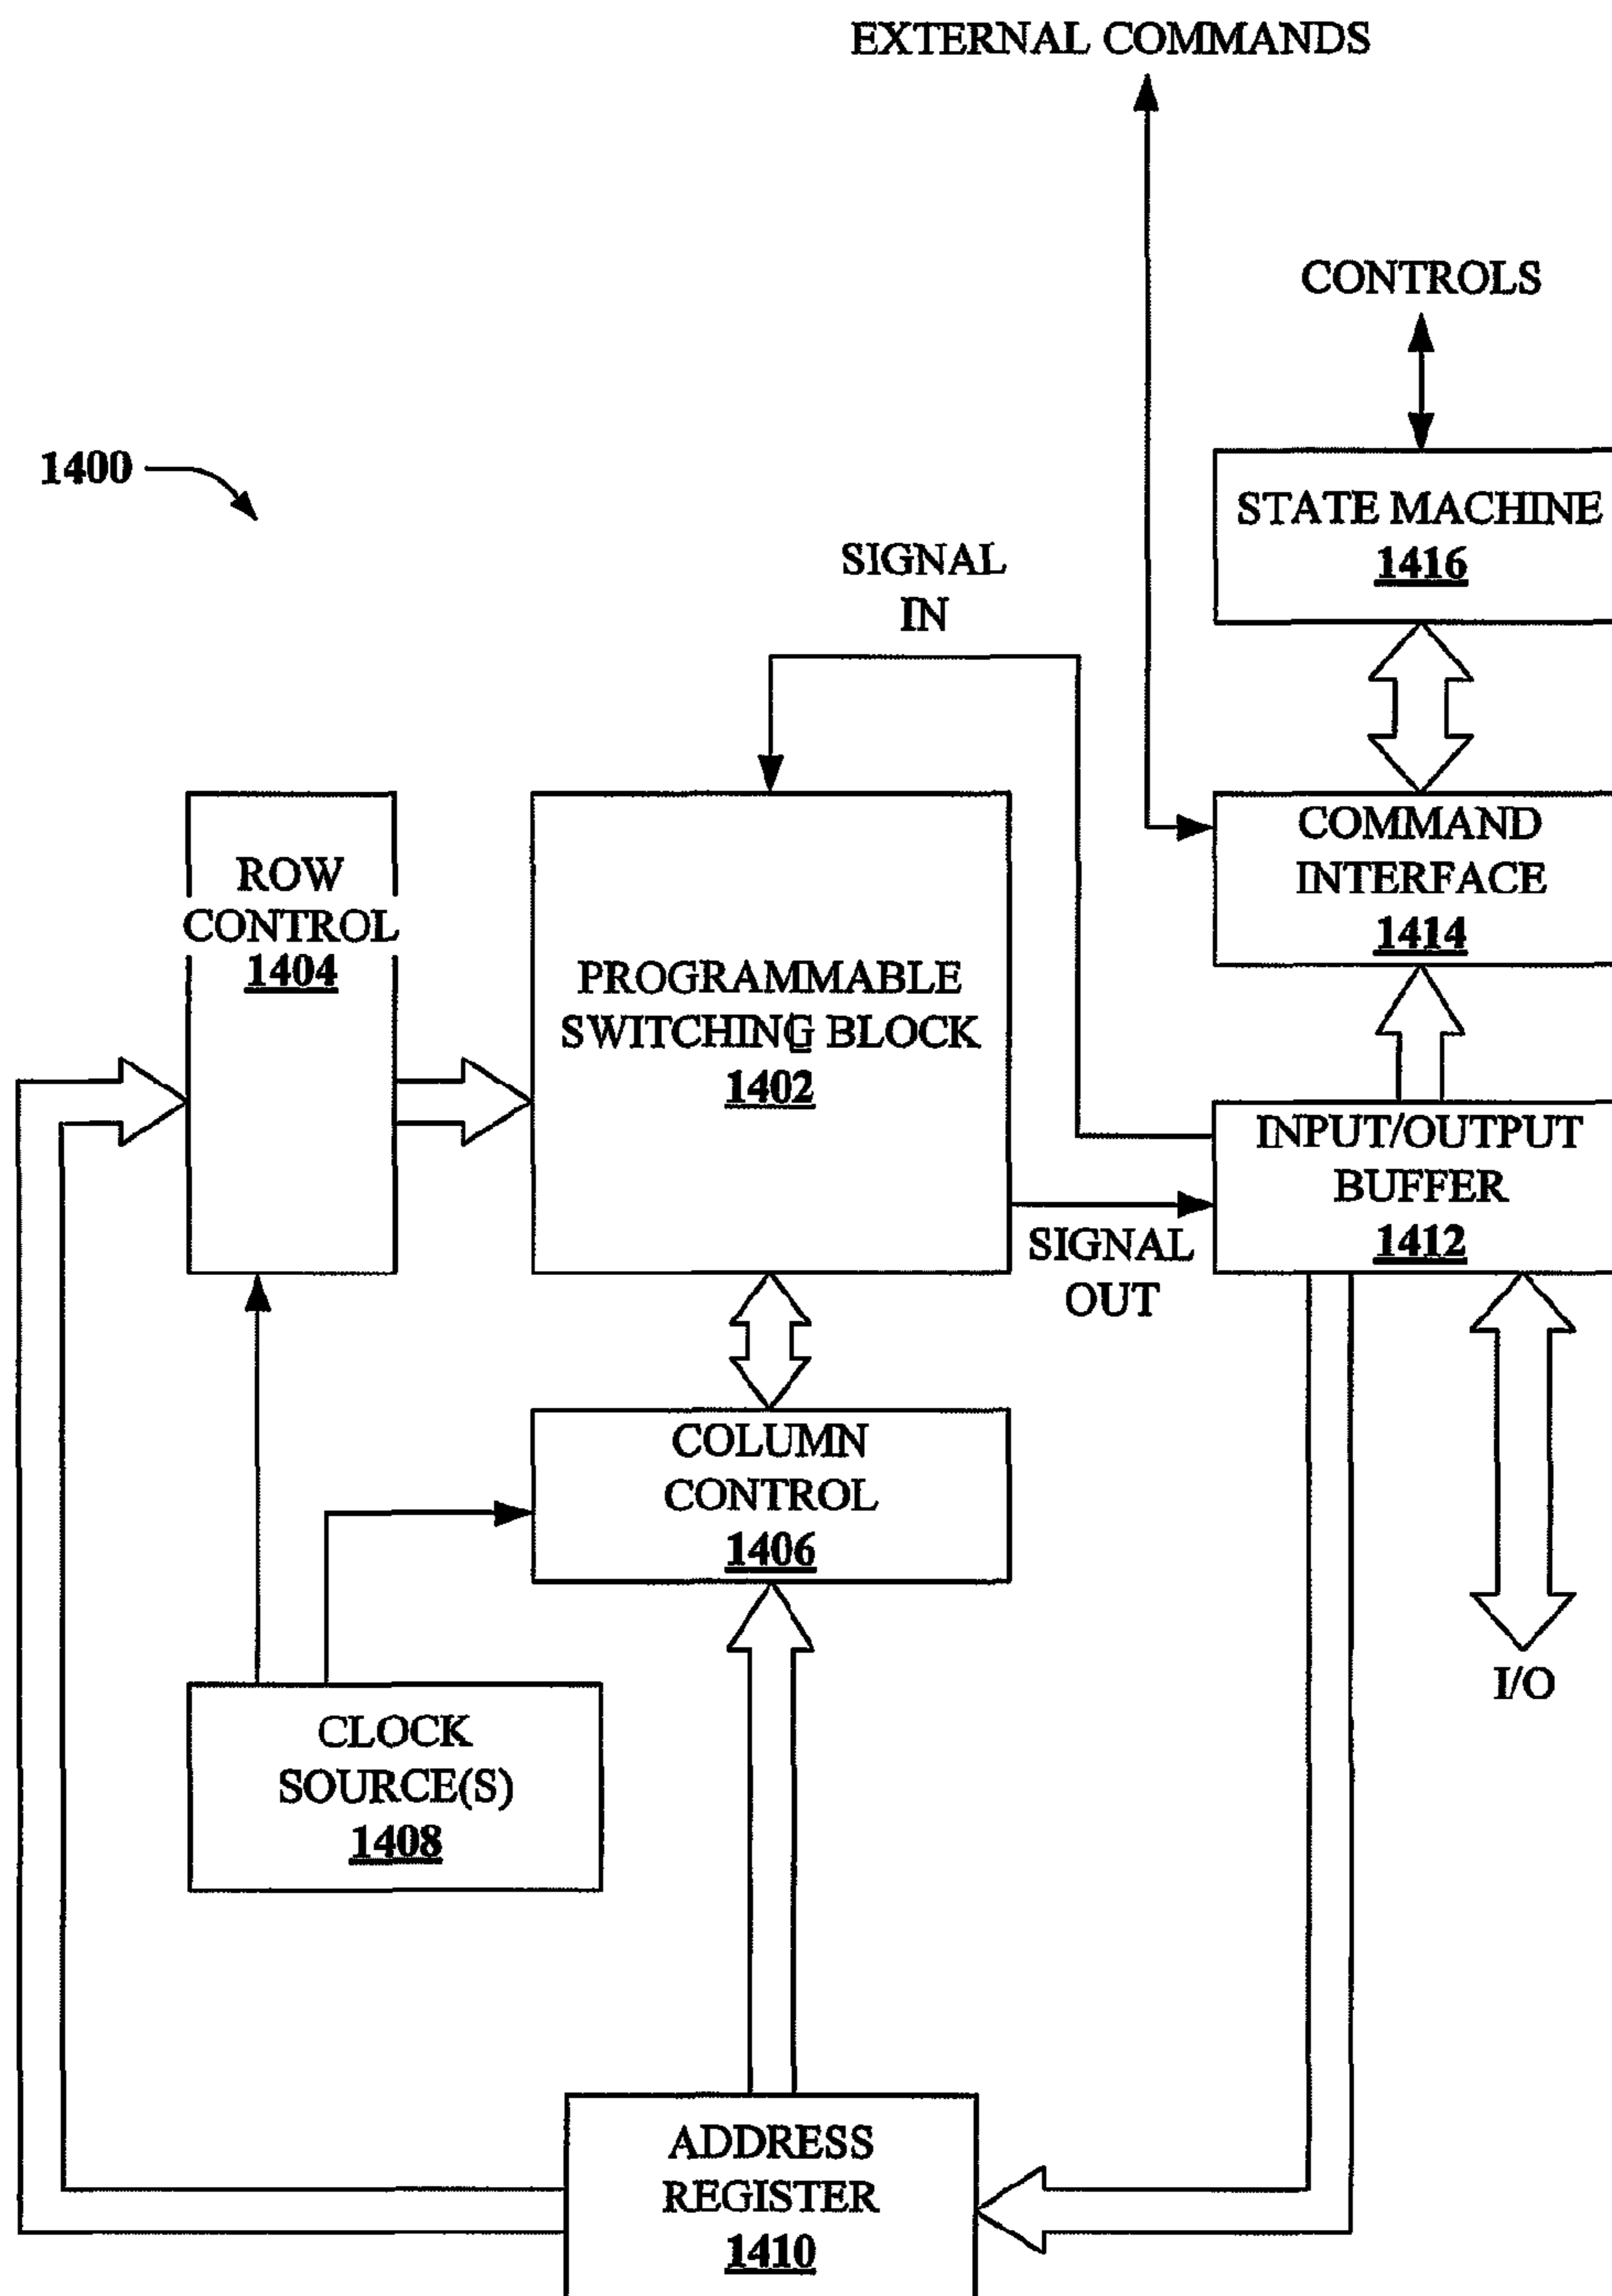 EXTERNAL COMMANDS
CONTROLS
1400
STATE MACHINE
1416
SIGNAL
IN
COMMAND
INTERFACE
1414
ROW
CONTROL
1404
PROGRAMMABLE
SWITCHING BLOCK
1402
INPUT/OUTPUT
BUFFER
1412
SIGNAL
OUT
COLUMN
CONTROL
1406
I/O
CLOCK
SOURCE(S)
1408
ADDRESS
REGISTER
1410